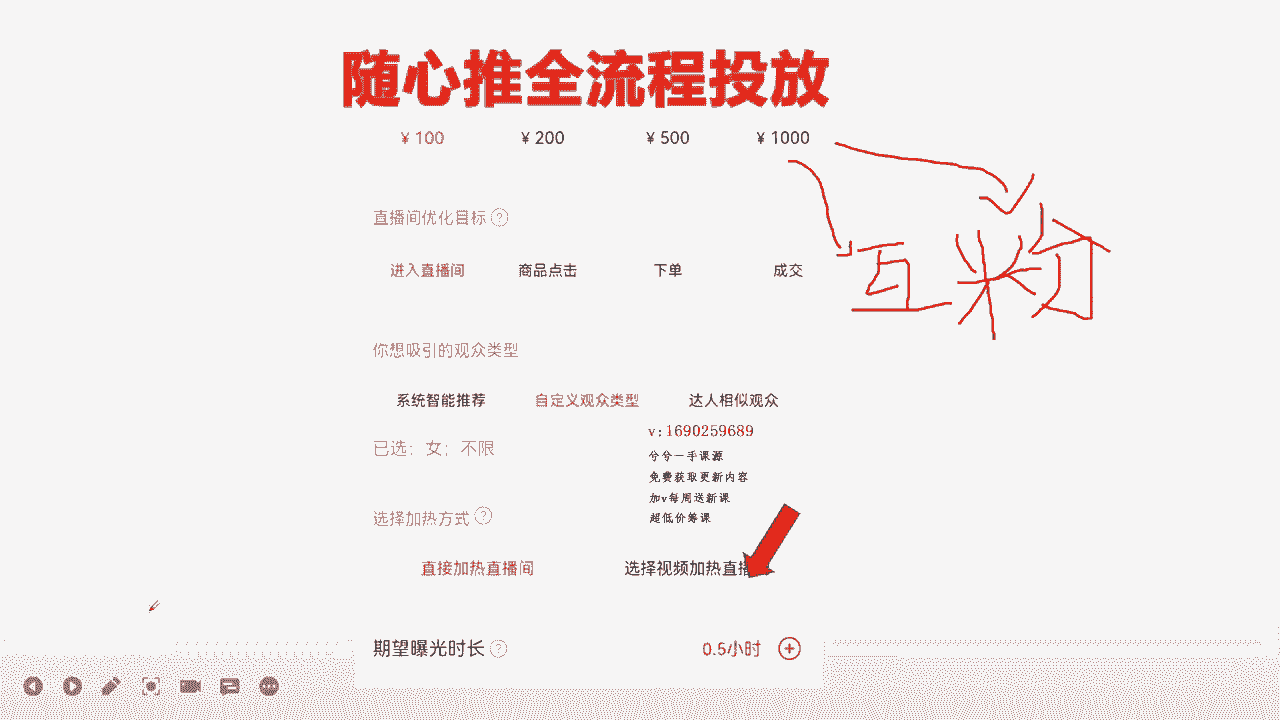 随心推全流程投放
¥ 100 ¥ 200 ¥ 500 ¥ 1000
直播间优化目标 ?
进入直播间 商品点击 下单 成交
互粉
你想吸引的观众类型
系统智能推荐 自定义观众类型 达人相似观众
v:1690259689
已选：女；不限
兮兮一手课源
免费获取更新内容
加v每周送新课
超低价筹课
选择加热方式 ?
直接加热直播间 选择视频加热直播
期望曝光时长 ? 0.5小时